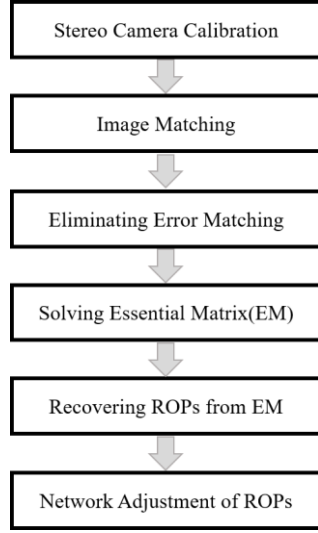 Stereo Camera Calibration
Image Matching
Eliminating Error Matching
Solving Essential Matrix(EM)
Recovering ROPs from EM
Network Adjustment of ROPs